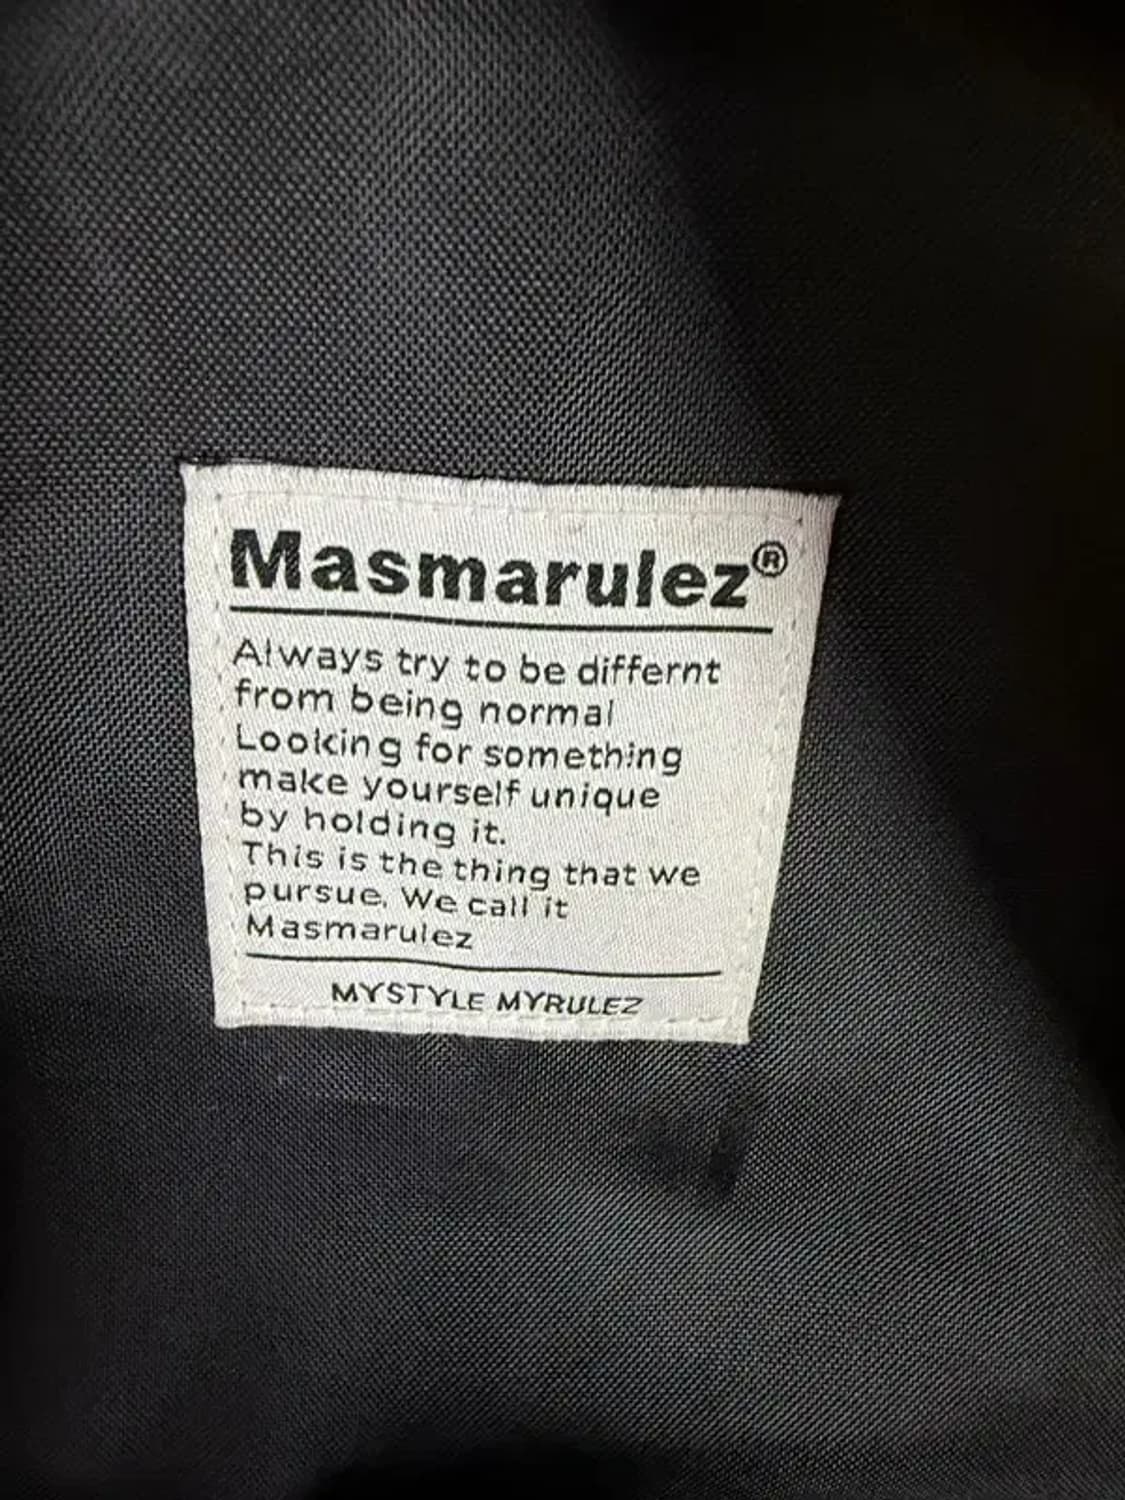 Masmarulez®
Always try to be differnt
from being normal
Looking for something
make yourself unique
by holding it.
This is the thing that we
pursue. We call it
Masmarulez
MYSTYLE MYRULEZ